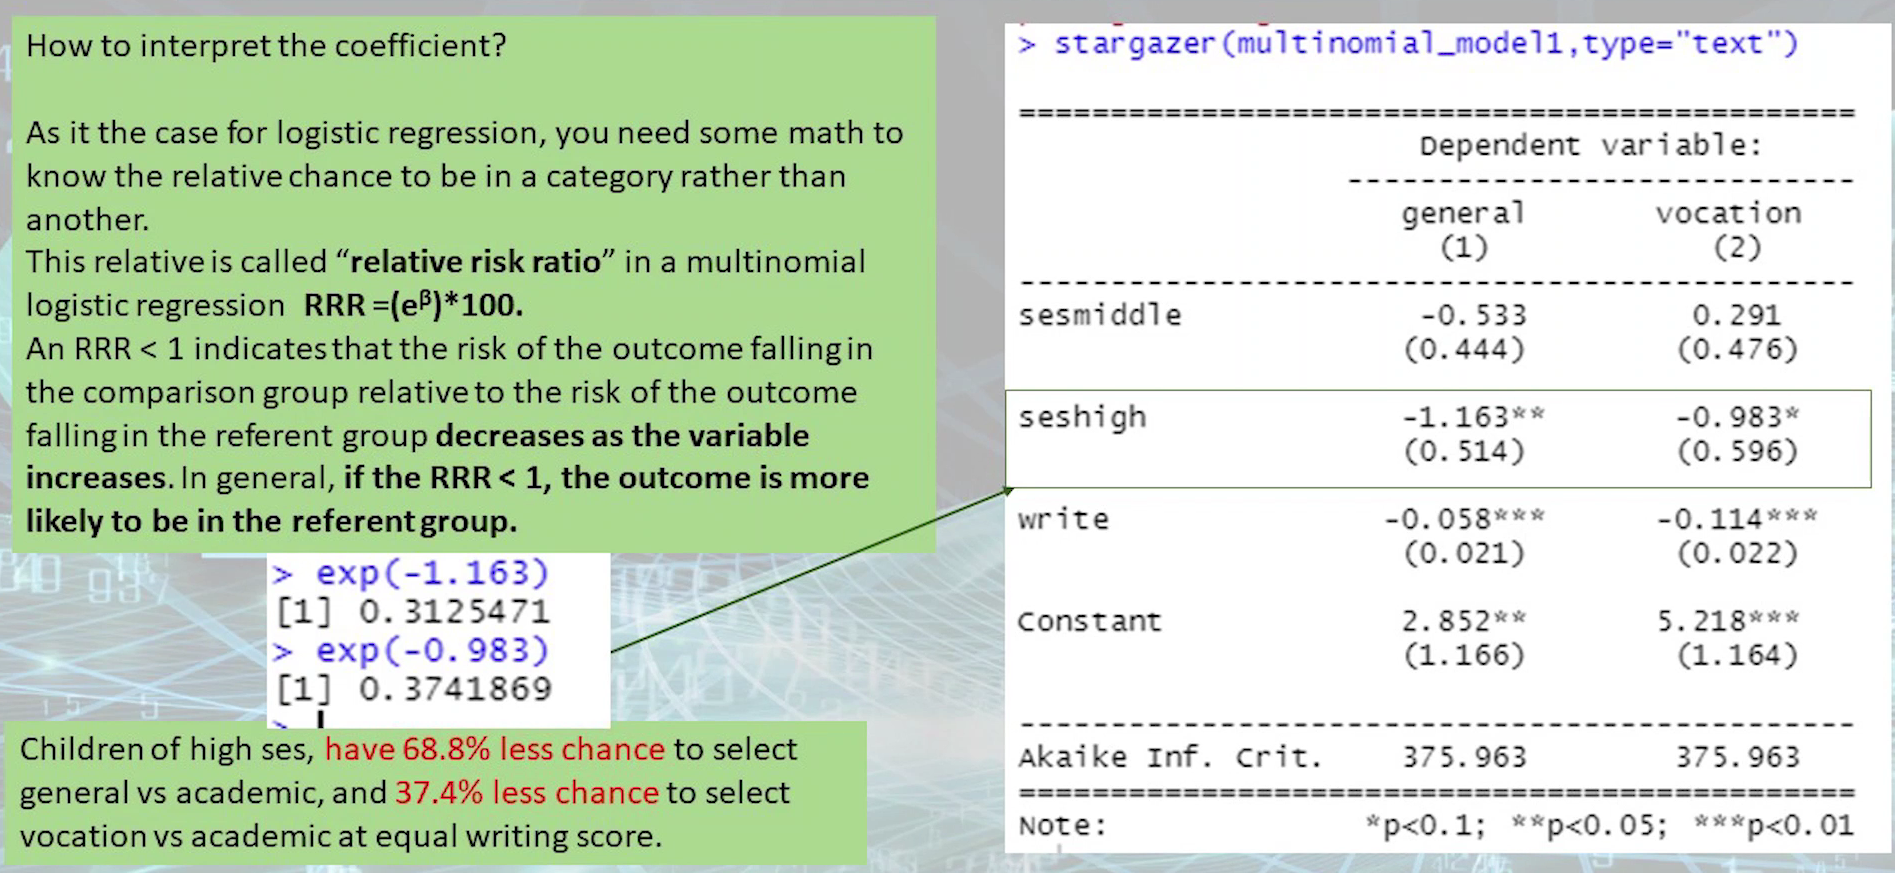 How to interpret the coefficient?
As it the case for logistic regression, you need some math to
know the relative chance to be in a category rather than
another.
This relative is called “relative risk ratio” in a multinomial
logistic regression RRR =(eᵝ)*100.
An RRR < 1 indicates that the risk of the outcome falling in
the comparison group relative to the risk of the outcome
falling in the referent group decreases as the variable
increases. In general, if the RRR < 1, the outcome is more
likely to be in the referent group.
> exp(-1.163)
[1] 0.3125471
> exp(-0.983)
[1] 0.3741869
>
Children of high ses, have 68.8% less chance to select
general vs academic, and 37.4% less chance to select
vocation vs academic at equal writing score.
> stargazer(multinomial_model1,type="text")
==============================================
Dependent variable:
----------------------------
general vocation
(1) (2)
----------------------------------------------
sesmiddle -0.533 0.291
(0.444) (0.476)
seshigh -1.163** -0.983*
(0.514) (0.596)
write -0.058*** -0.114***
(0.021) (0.022)
Constant 2.852** 5.218***
(1.166) (1.164)
----------------------------------------------
Akaike Inf. Crit. 375.963 375.963
==============================================
Note: *p<0.1; **p<0.05; ***p<0.01